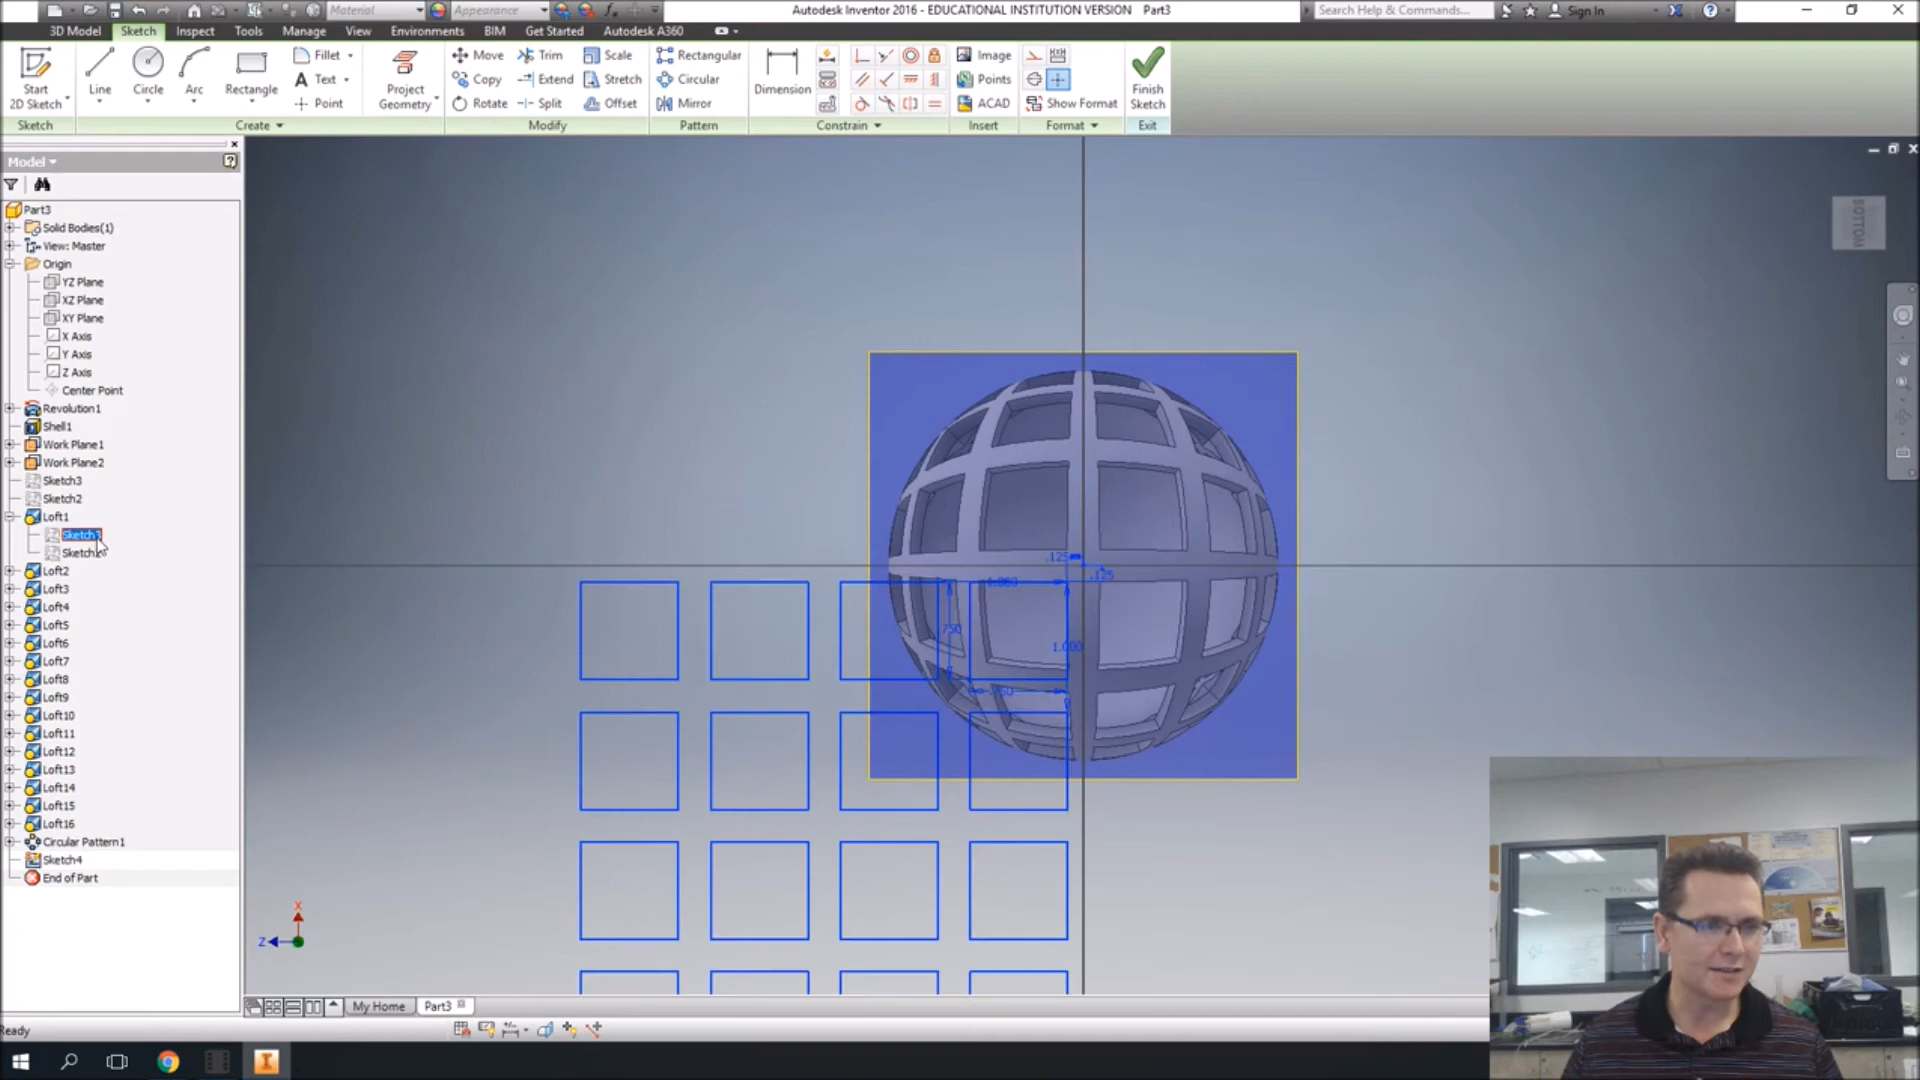 Material
Appearance
Autodesk Inventor 2016 - EDUCATIONAL INSTITUTION VERSION Part3
Search Help & Commands...
Sign In
3D Model
Sketch
Inspect
Tools
Manage
View
Environments
BIM
Get Started
Autodesk A360
Start
2D Sketch
Line
Circle
Arc
Rectangle
Fillet
Text
Point
Project
Geometry
Move
Copy
Rotate
Trim
Extend
Split
Scale
Stretch
Offset
Rectangular
Circular
Mirror
Dimension
Image
Points
ACAD
Show Format
Finish
Sketch
Sketch
Create
Modify
Pattern
Constrain
Insert
Format
Exit
Model
Part3
Solid Bodies(1)
View: Master
Origin
YZ Plane
XZ Plane
XY Plane
X Axis
Y Axis
Z Axis
Center Point
Revolution1
Shell1
Work Plane1
Work Plane2
Sketch3
Sketch2
Loft1
Loft2
Loft3
Loft4
Loft5
Loft6
Loft7
Loft8
Loft9
Loft10
Loft11
Loft12
Loft13
Loft14
Loft15
Loft16
Circular Pattern1
Sketch4
End of Part
BOTTOM
.125
.125
.750
1.000
X
Z
My Home
Part3
Ready